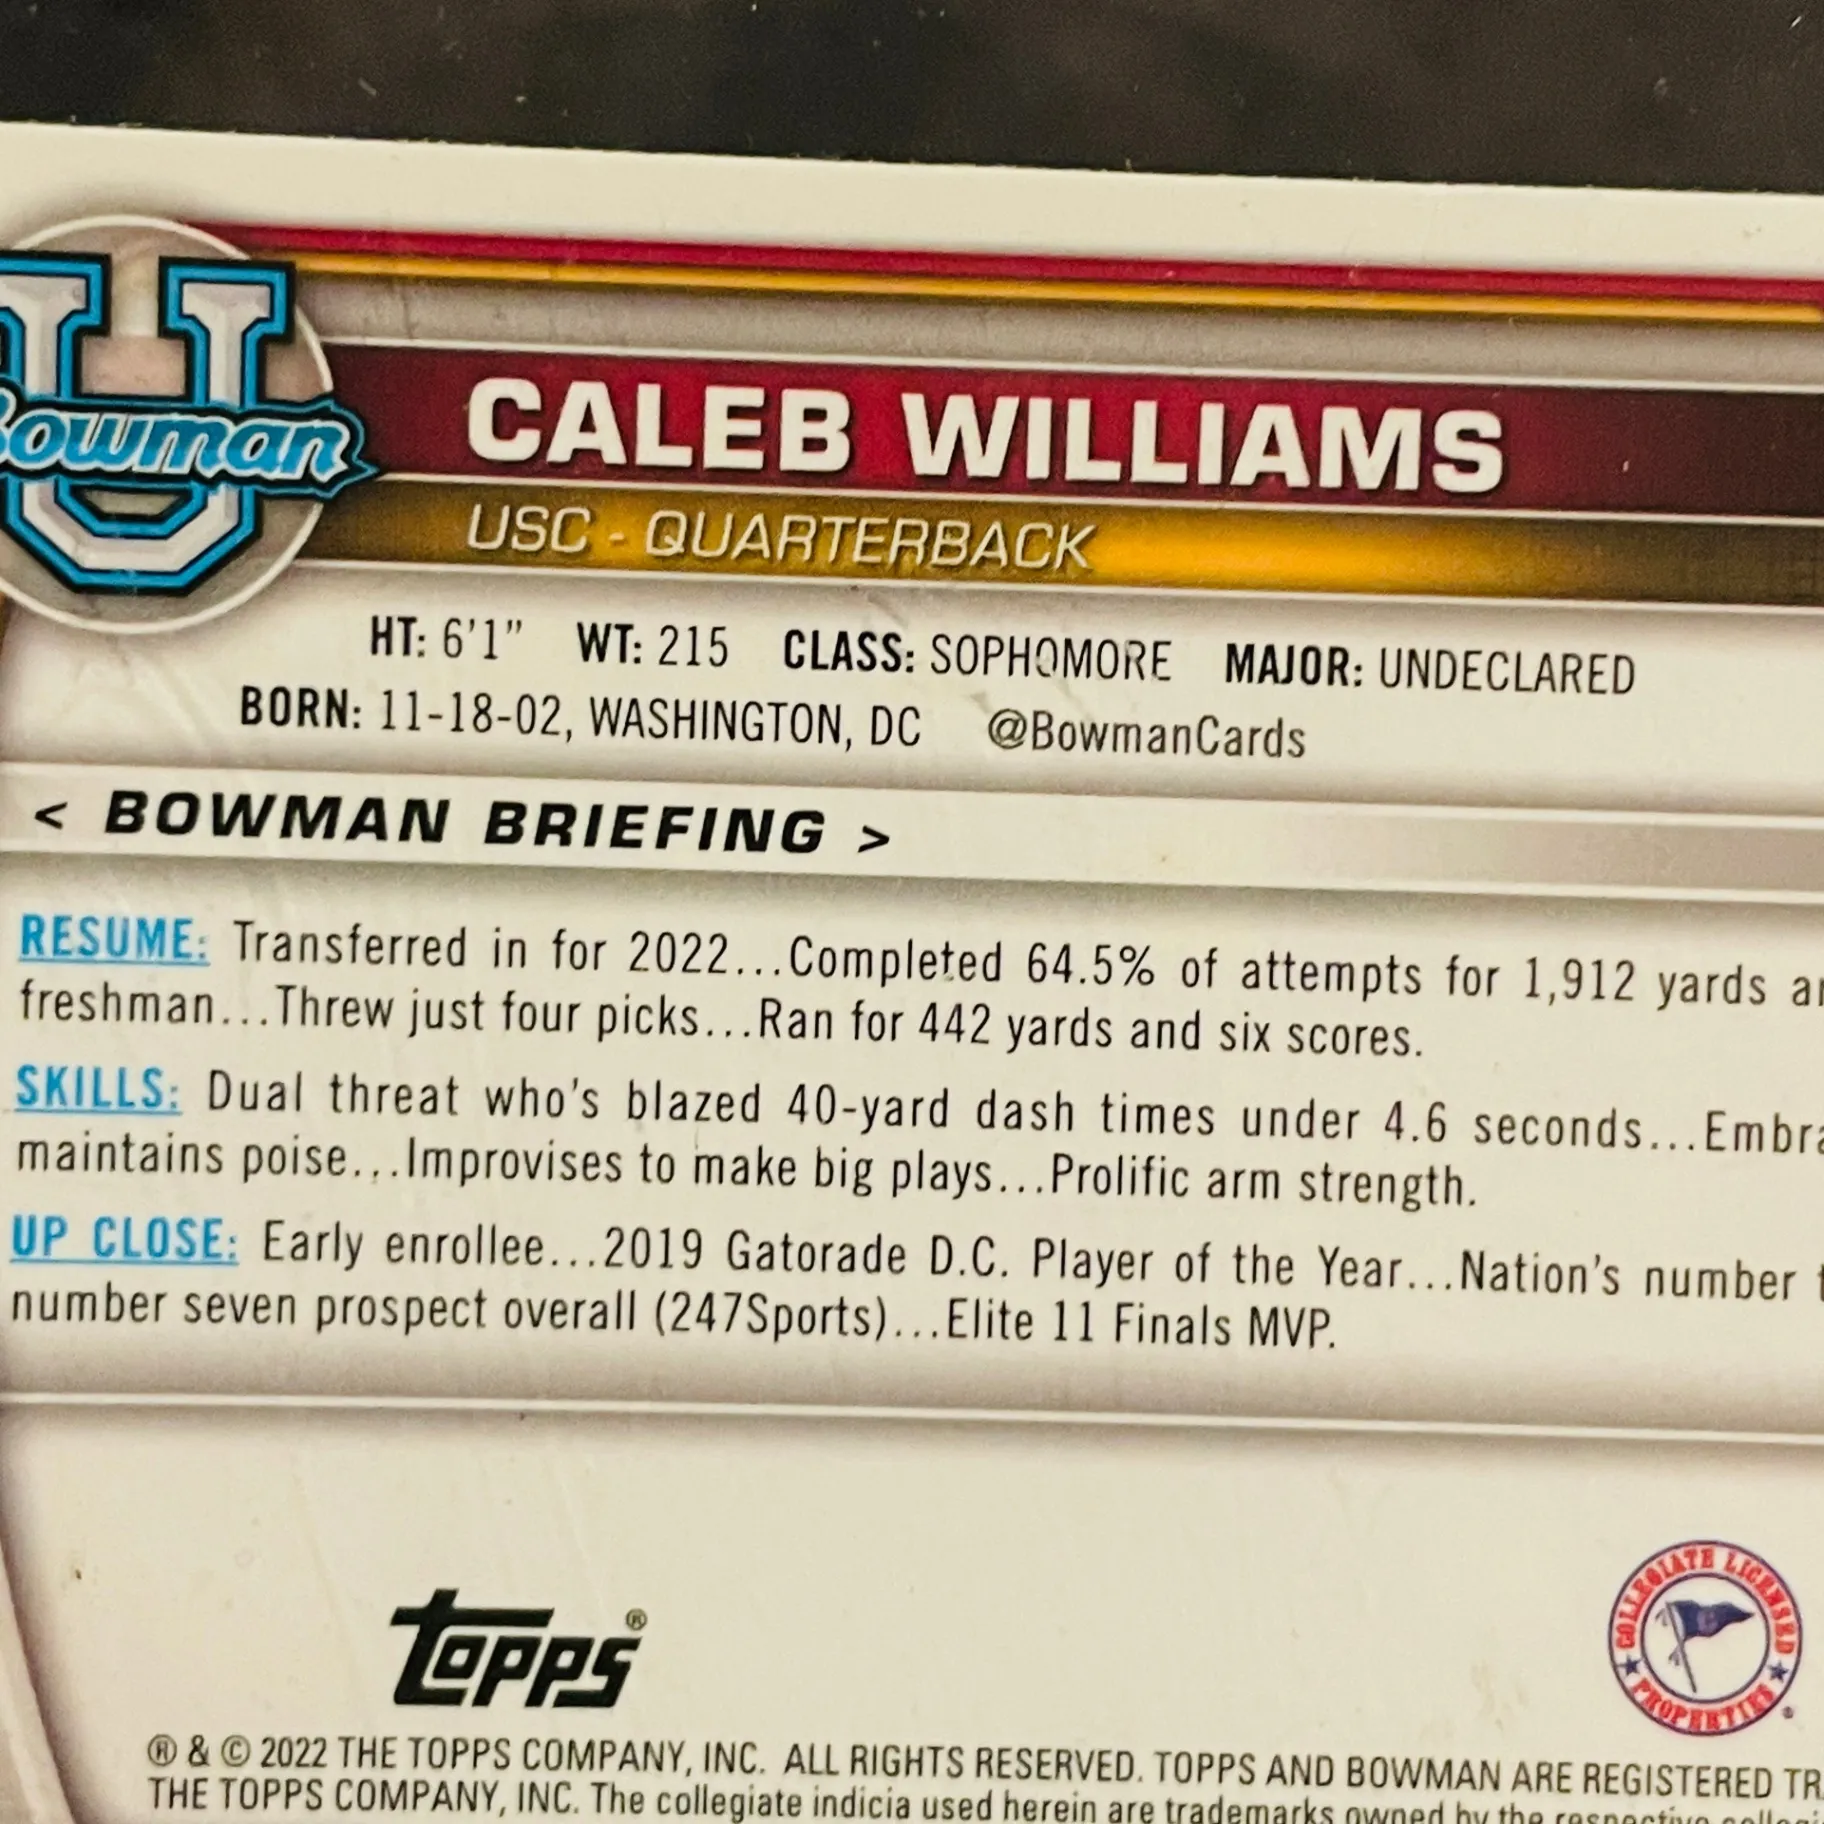 U
Bowman
CALEB WILLIAMS
USC - QUARTERBACK
HT: 6'1" WT: 215 CLASS: SOPHOMORE MAJOR: UNDECLARED
BORN: 11-18-02, WASHINGTON, DC @BowmanCards
< BOWMAN BRIEFING >
RESUME: Transferred in for 2022...Completed 64.5% of attempts for 1,912 yards
freshman...Threw just four picks...Ran for 442 yards and six scores.
SKILLS: Dual threat who's blazed 40-yard dash times under 4.6 seconds...
maintains poise...Improvises to make big plays...Prolific arm strength.
UP CLOSE: Early enrollee...2019 Gatorade D.C. Player of the Year...Nation's number
number seven prospect overall (247Sports)...Elite 11 Finals MVP.
topps®
COLLEGIATE LICENSED
PROPERTIES
® & © 2022 THE TOPPS COMPANY, INC. ALL RIGHTS RESERVED. TOPPS AND BOWMAN ARE REGISTERED
THE TOPPS COMPANY, INC. The collegiate indicia used herein are trademarks owned by the respective